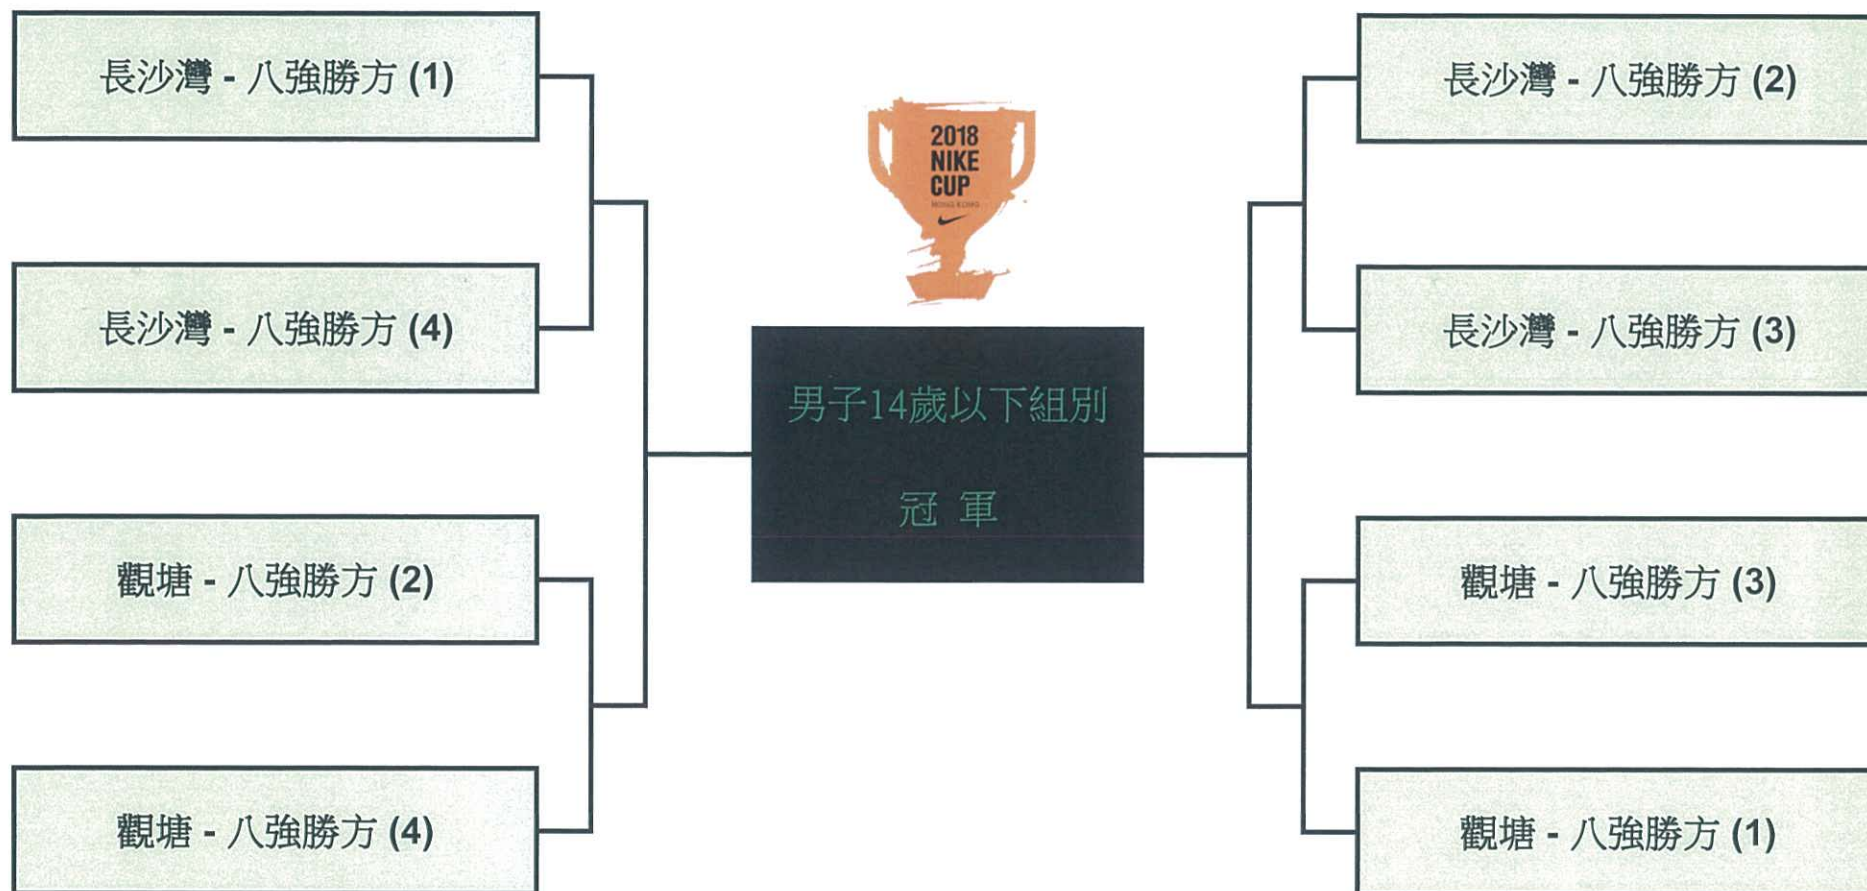 長沙灣 - 八強勝方 (1)
長沙灣 - 八強勝方 (4)
觀塘 - 八強勝方 (2)
觀塘 - 八強勝方 (4)
2018
NIKE
CUP
HONG KONG
男子14歲以下組別
冠 軍
長沙灣 - 八強勝方 (2)
長沙灣 - 八強勝方 (3)
觀塘 - 八強勝方 (3)
觀塘 - 八強勝方 (1)